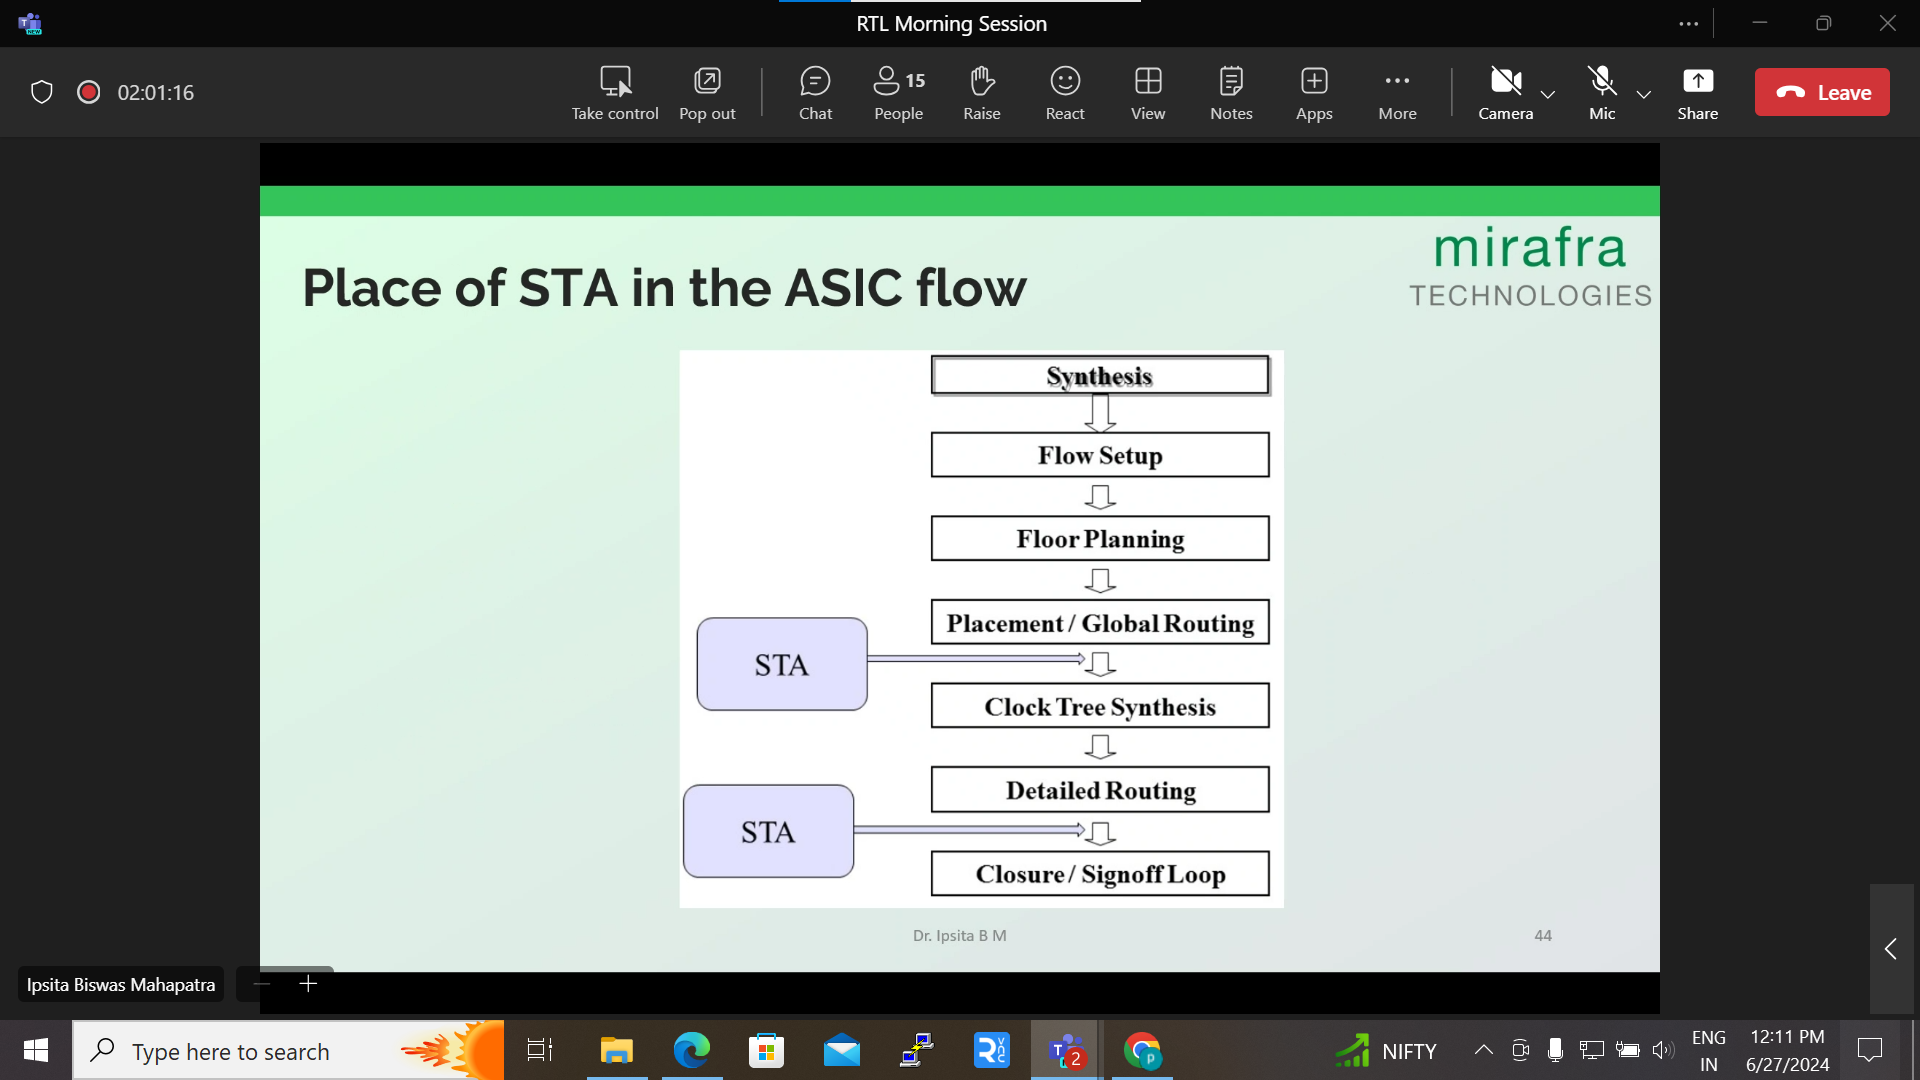 RTL Morning Session
02:01:16
Take control
Pop out
Chat
15
People
Raise
React
View
Notes
Apps
More
Camera
Mic
Share
Leave
mirafra
TECHNOLOGIES
Place of STA in the ASIC flow
Synthesis
Flow Setup
Floor Planning
Placement / Global Routing
STA
Clock Tree Synthesis
Detailed Routing
STA
Closure / Signoff Loop
Dr. Ipsita B M
44
Ipsita Biswas Mahapatra
Type here to search
NEW
T
2
p
NIFTY
ENG
IN
12:11 PM
6/27/2024